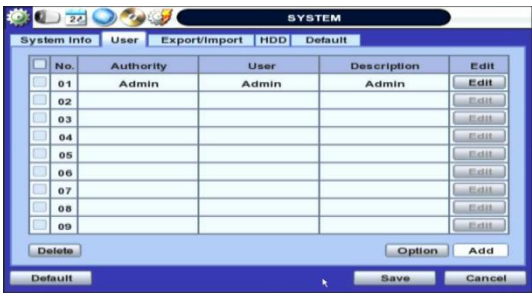 SYSTEM
System Info User Export/Import HDD Default
No. Authority User Description Edit
01 Admin Admin Admin Edit
02 Edit
03 Edit
04 Edit
05 Edit
06 Edit
07 Edit
08 Edit
09 Edit
Delete Option Add
Default Save Cancel